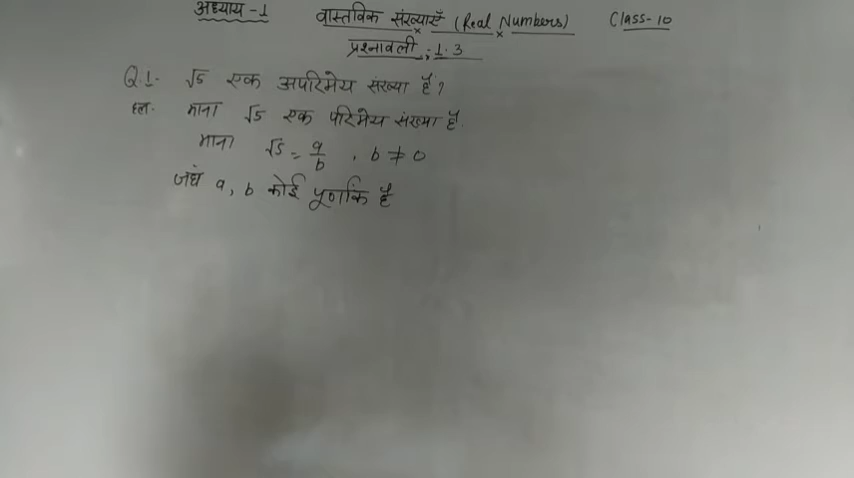 अध्याय -1 वास्तविक संख्याएँ (Real Numbers) Class-10
प्रश्नावली : 1.3
Q.1- √5 एक अपरिमेय संख्या है?
हल. माना √5 एक परिमेय संख्या है.
माना √5 = a/b , b ≠ 0
जहाँ a, b कोई पूर्णांक है